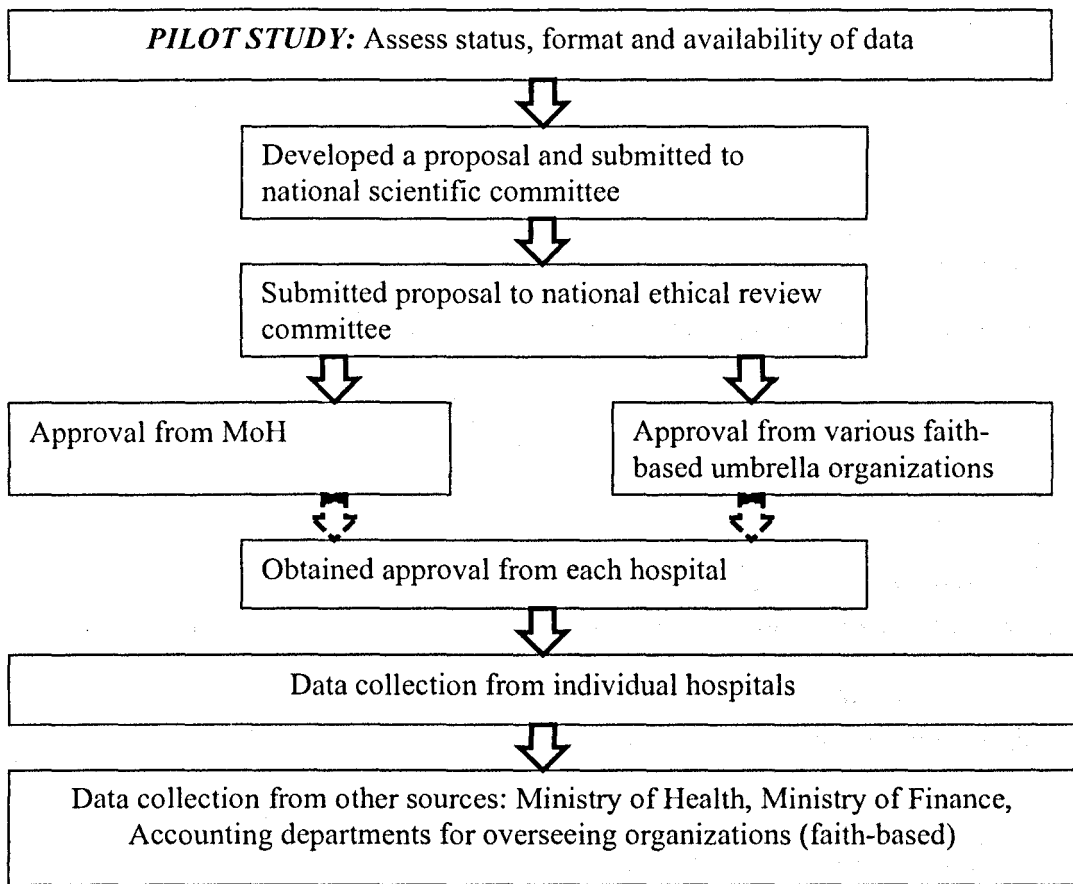 PILOT STUDY: Assess status, format and availability of data
Developed a proposal and submitted to
national scientific committee
Submitted proposal to national ethical review
committee
Approval from MoH
Approval from various faith-
based umbrella organizations
Obtained approval from each hospital
Data collection from individual hospitals
Data collection from other sources: Ministry of Health, Ministry of Finance,
Accounting departments for overseeing organizations (faith-based)